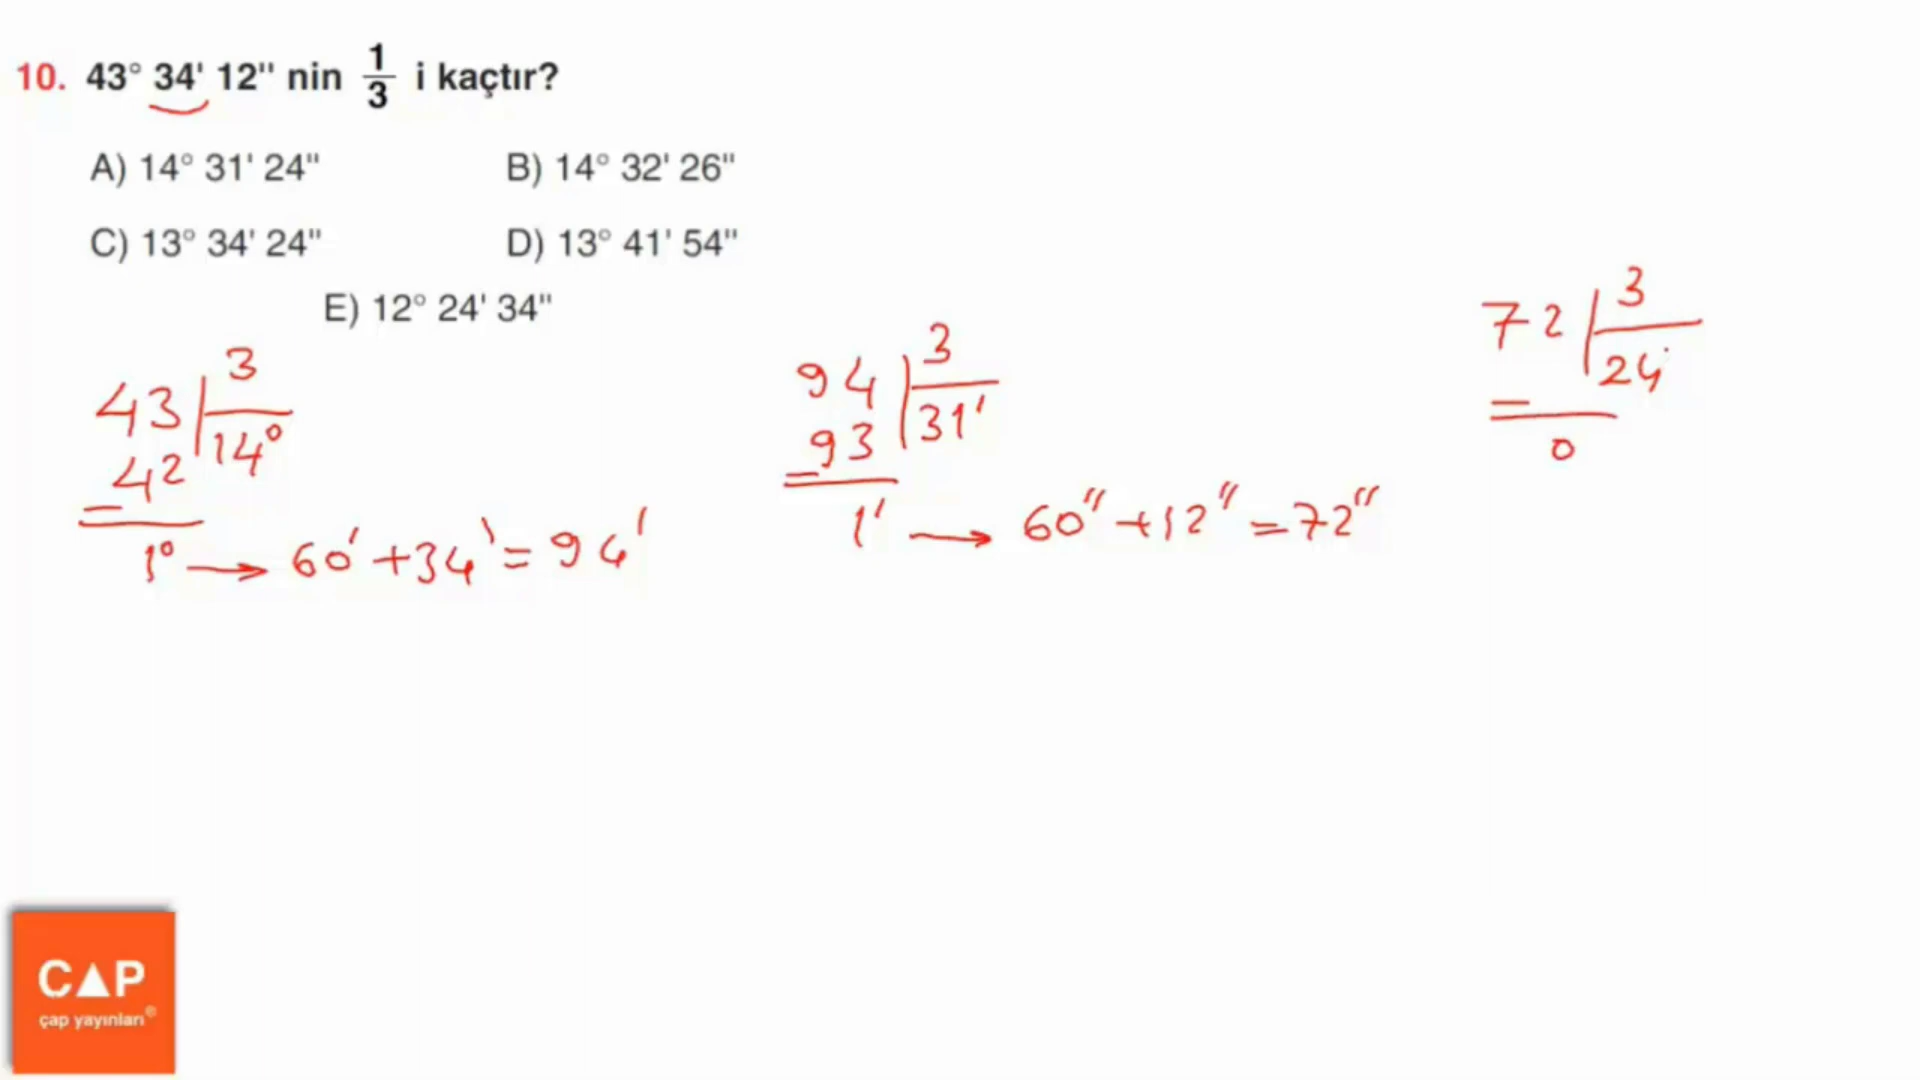 10. 43° 34' 12" nin 1/3 i kaçtır?
A) 14° 31' 24"
B) 14° 32' 26"
C) 13° 34' 24"
D) 13° 41' 54"
E) 12° 24' 34"
43 | 3
42 | 14°
1° → 60' + 34' = 94'
94 | 3
93 | 31'
1' → 60" + 12" = 72"
72 | 3
24
0
CAP
çap yayınları®